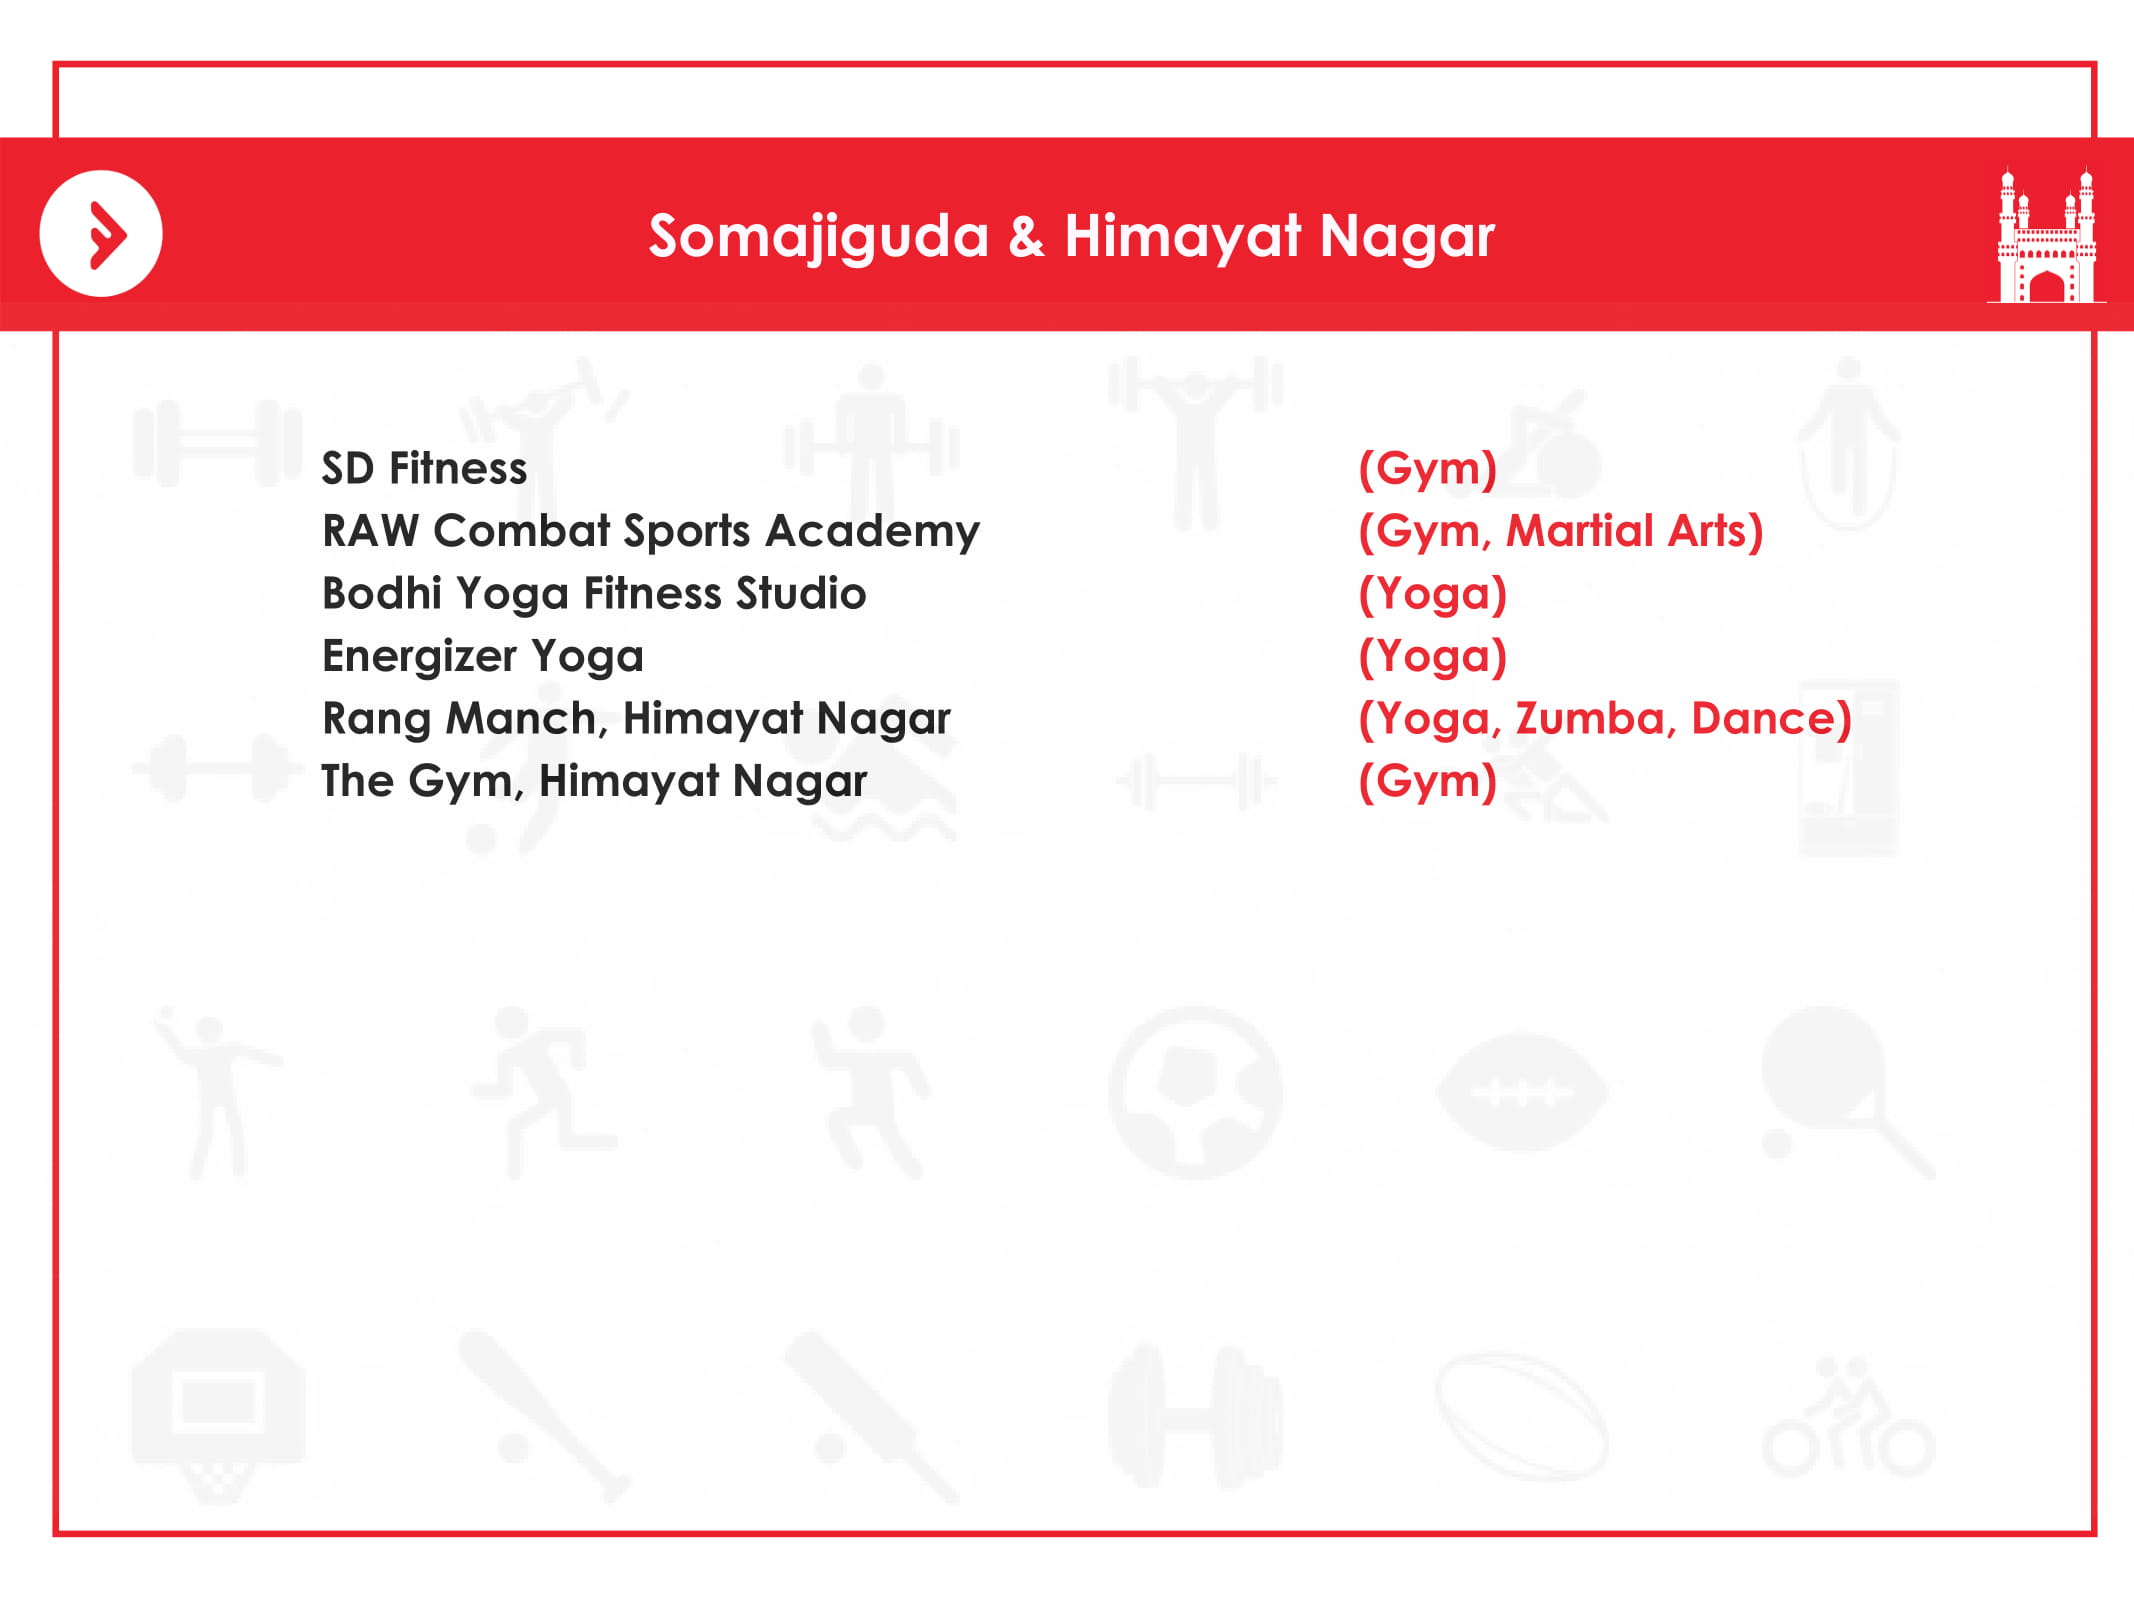 Somajiguda & Himayat Nagar
SD Fitness (Gym)
RAW Combat Sports Academy (Gym, Martial Arts)
Bodhi Yoga Fitness Studio (Yoga)
Energizer Yoga (Yoga)
Rang Manch, Himayat Nagar (Yoga, Zumba, Dance)
The Gym, Himayat Nagar (Gym)